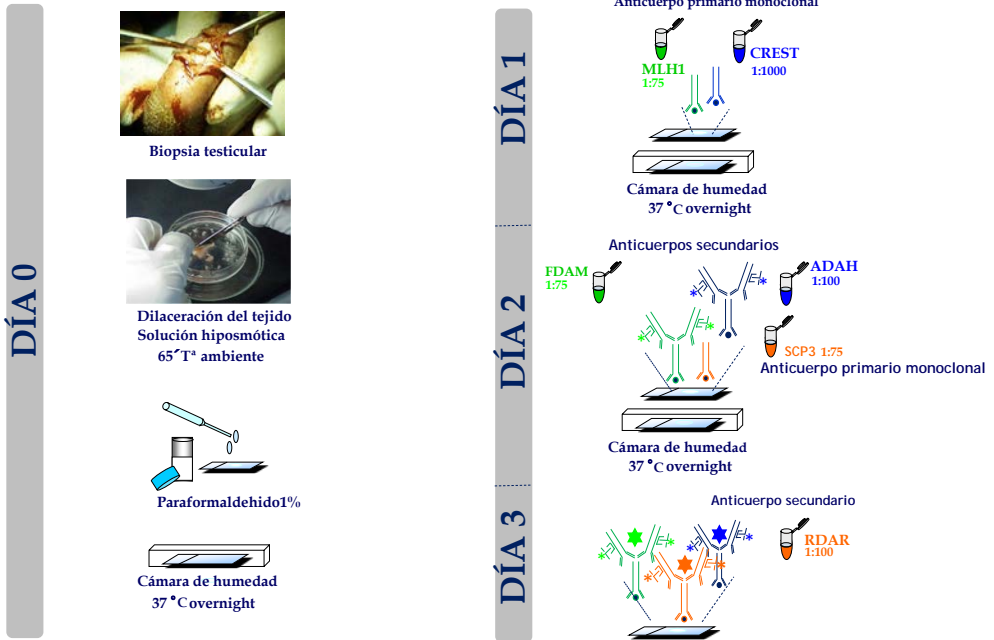 DÍA 0
Biopsia testicular
Dilaceración del tejido
Solución hiposmótica
65´Tª ambiente
Paraformaldehido1%
Cámara de humedad
37 °C overnight
DÍA 1
Anticuerpo primario monoclonal
MLH1
1:75
CREST
1:1000
Cámara de humedad
37 °C overnight
DÍA 2
Anticuerpos secundarios
FDAM
1:75
ADAH
1:100
SCP3 1:75
Anticuerpo primario monoclonal
Cámara de humedad
37 °C overnight
DÍA 3
Anticuerpo secundario
RDAR
1:100